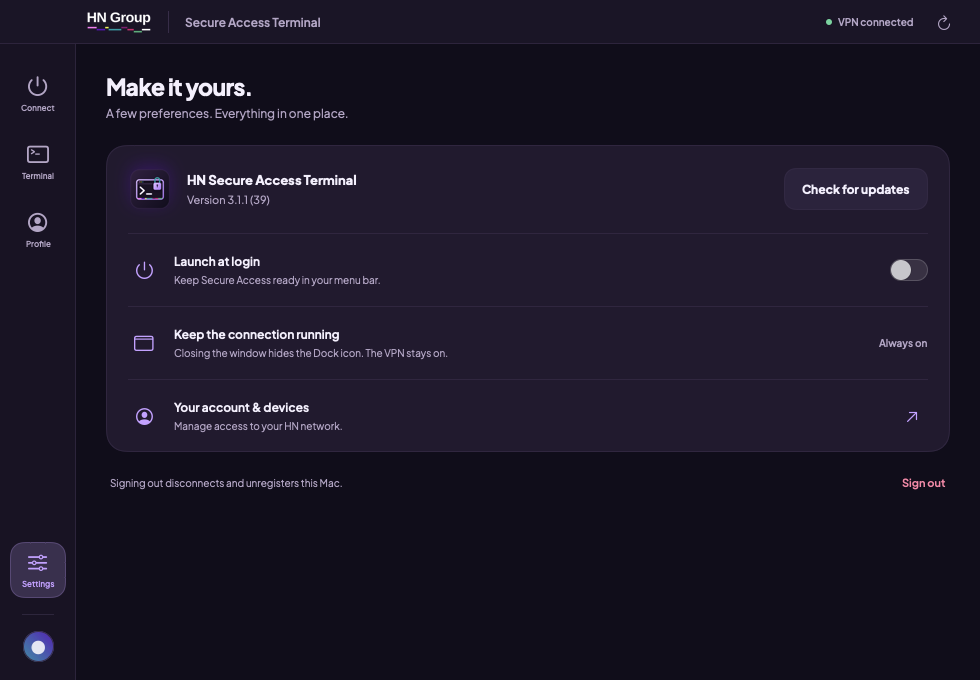 HN Group
Secure Access Terminal
VPN connected
Connect
Terminal
Profile
Settings
Make it yours.
A few preferences. Everything in one place.
HN Secure Access Terminal
Version 3.1.1 (39)
Check for updates
Launch at login
Keep Secure Access ready in your menu bar.
Keep the connection running
Closing the window hides the Dock icon. The VPN stays on.
Always on
Your account & devices
Manage access to your HN network.
Signing out disconnects and unregisters this Mac.
Sign out